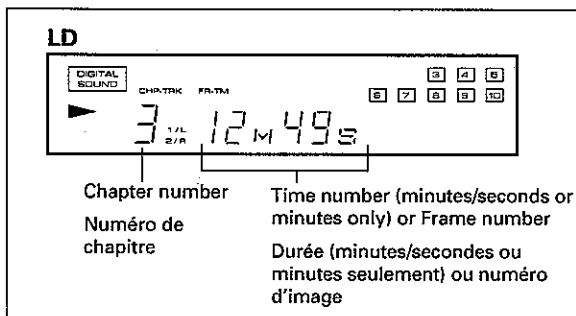 LD
DIGITAL
SOUND
CHP·TRK FR·TM
3 4 5
6 7 8 9 10
3 1/L 12 M 49 S
2/R
Chapter number
Numéro de
chapitre
Time number (minutes/seconds or
minutes only) or Frame number
Durée (minutes/secondes ou
minutes seulement) ou numéro
d'image